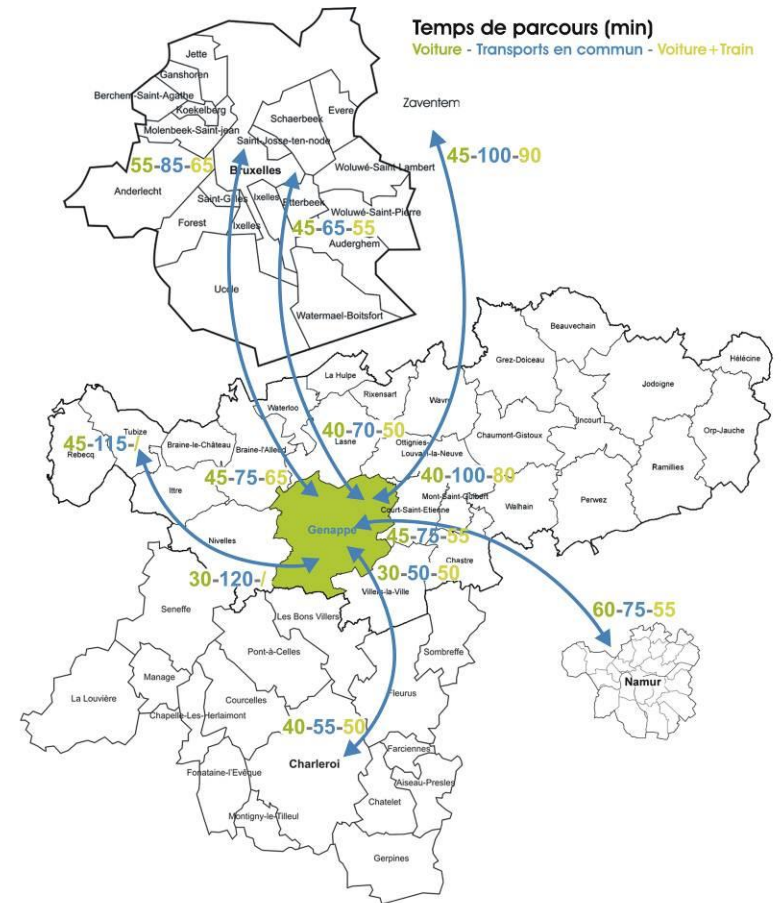 Temps de parcours (min)
Voiture - Transports en commun - Voiture+Train
Jette
Ganshoren
Berchem-Saint-Agathe
Koekelberg
Molenbeek-Saint-jean
Schaerbeek
Evere
Zaventem
Saint-Josse-ten-node
55-85-65
Bruxelles
Woluwé-Saint-Lambert
45-100-90
Anderlecht
Saint-Gilles
Ixelles
Etterbeek
Woluwé-Saint-Pierre
Forest
Ixelles
45-65-55
Auderghem
Uccle
Watermael-Boitsfort
Beauvechain
Grez-Doiceau
Hélécine
La Hulpe
Rixensart
Wavre
Jodoigne
Waterloo
Tubize
Braine-le-Château
Braine-l'Alleud
Lasne
40-70-50
Ottignies-
Louvain-la-Neuve
Chaumont-Gistoux
Incourt
Orp-Jauche
45-115-/
Rebecq
Ramillies
Ittre
45-75-65
40-100-80
Mont-Saint-Guibert
Court-Saint-Etienne
Walhain
Perwez
Genappe
Nivelles
45-75-55
Chastre
30-120-/
30-50-50
Villers-la-Ville
Seneffe
Les Bons Villers
60-75-55
Pont-à-Celles
Sombreffe
Manage
Namur
La Louvière
Courcelles
Fleurus
Chapelle-Les-Herlaimont
40-55-50
Farciennes
Charleroi
Fonataine-l'Evêque
Aiseau-Presles
Chatelet
Montigny-le-Tilleul
Gerpines